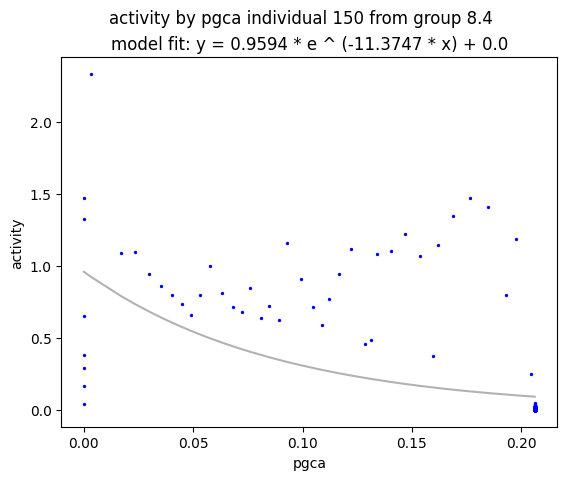 activity by pgca individual 150 from group 8.4
model fit: y = 0.9594 * e ^ (-11.3747 * x) + 0.0
2.0
1.5
1.0
0.5
0.0
activity
0.00
0.05
0.10
0.15
0.20
pgca